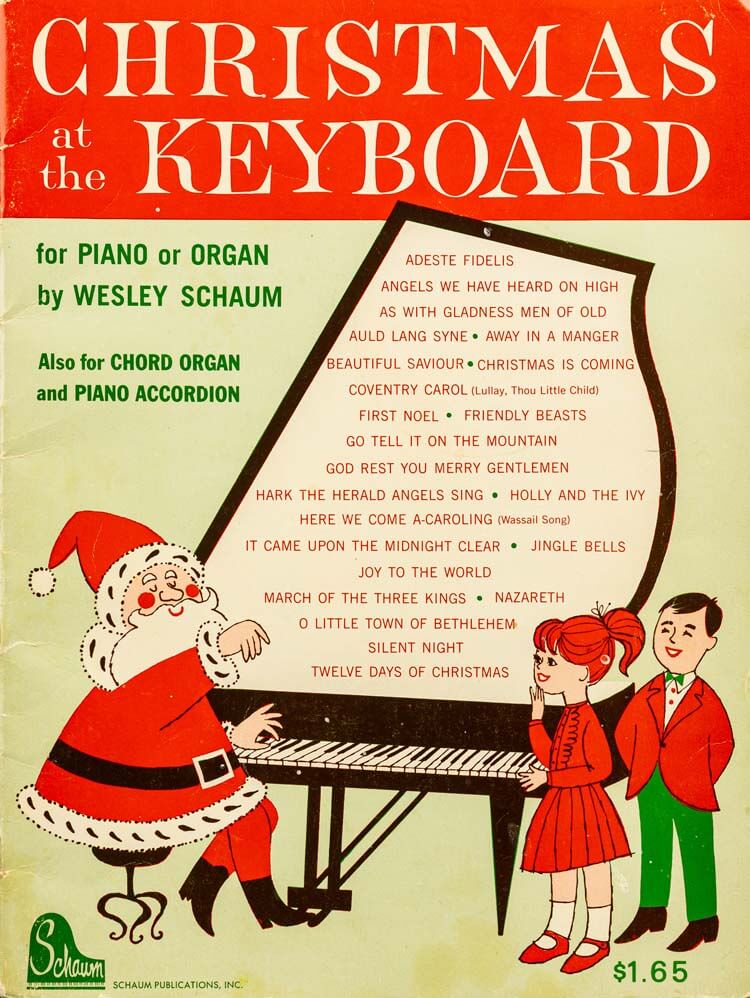 CHRISTMAS
at
the
KEYBOARD
for PIANO or ORGAN
by WESLEY SCHAUM
Also for CHORD ORGAN
and PIANO ACCORDION
ADESTE FIDELIS
ANGELS WE HAVE HEARD ON HIGH
AS WITH GLADNESS MEN OF OLD
AULD LANG SYNE • AWAY IN A MANGER
BEAUTIFUL SAVIOUR • CHRISTMAS IS COMING
COVENTRY CAROL (Lullay, Thou Little Child)
FIRST NOEL • FRIENDLY BEASTS
GO TELL IT ON THE MOUNTAIN
GOD REST YOU MERRY GENTLEMEN
HARK THE HERALD ANGELS SING • HOLLY AND THE IVY
HERE WE COME A-CAROLING (Wassail Song)
IT CAME UPON THE MIDNIGHT CLEAR • JINGLE BELLS
JOY TO THE WORLD
MARCH OF THE THREE KINGS • NAZARETH
O LITTLE TOWN OF BETHLEHEM
SILENT NIGHT
TWELVE DAYS OF CHRISTMAS
Schaum
SCHAUM PUBLICATIONS, INC.
$1.65